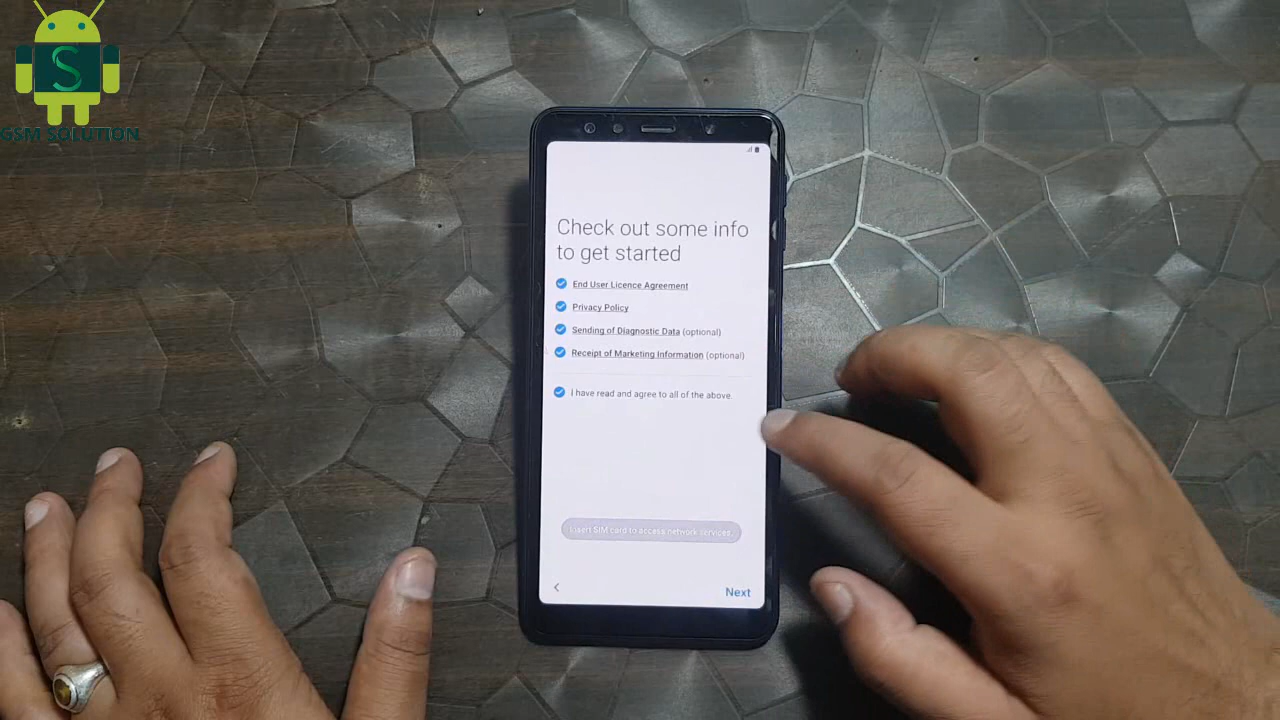 S
GSM SOLUTION
Check out some info
to get started
End User Licence Agreement
Privacy Policy
Sending of Diagnostic Data (optional)
Receipt of Marketing Information (optional)
I have read and agree to all of the above.
Insert SIM card to access network services.
Next